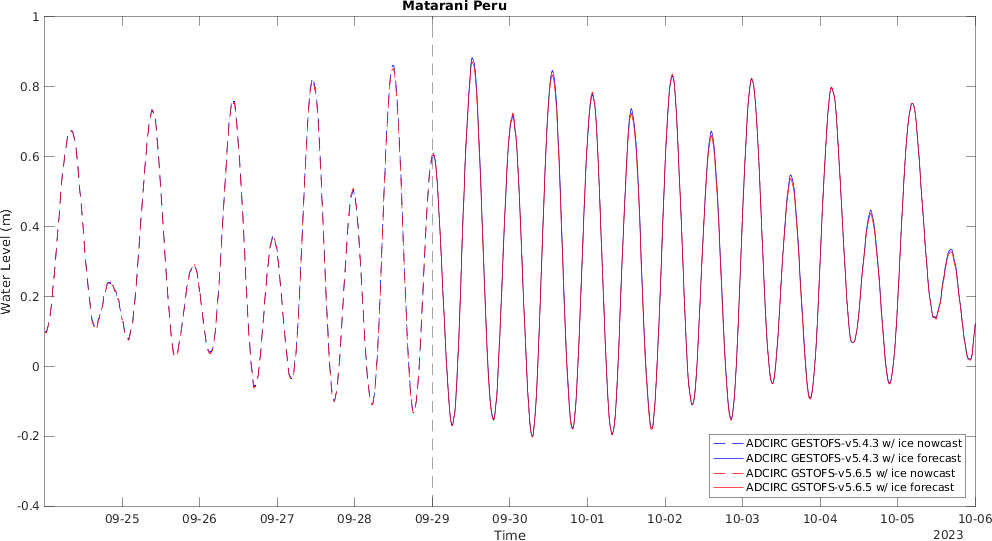 Matarani Peru
1
0.8
0.6
0.4
0.2
0
-0.2
-0.4
Water Level (m)
ADCIRC GESTOFS-v5.4.3 w/ ice nowcast
ADCIRC GESTOFS-v5.4.3 w/ ice forecast
ADCIRC GSTOFS-v5.6.5 w/ ice nowcast
ADCIRC GSTOFS-v5.6.5 w/ ice forecast
09-25 09-26 09-27 09-28 09-29 09-30 10-01 10-02 10-03 10-04 10-05 10-06
Time
2023